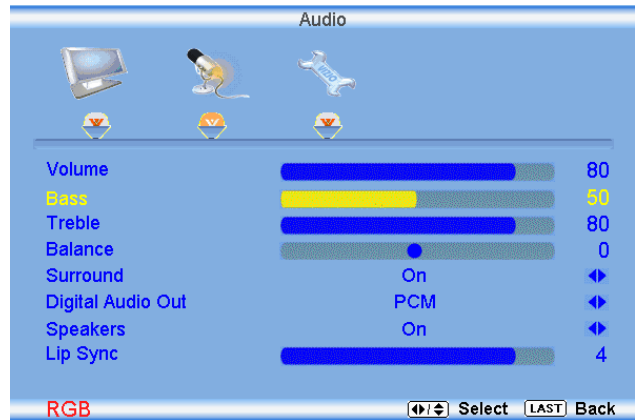 Audio
Volume 80
Bass 50
Treble 80
Balance 0
Surround On
Digital Audio Out PCM
Speakers On
Lip Sync 4
RGB Select LAST Back